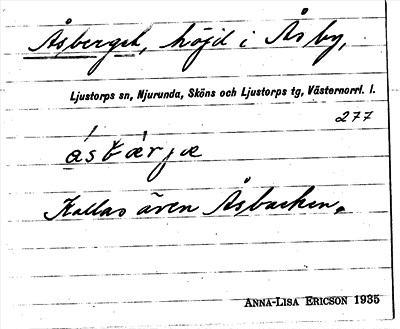 Åsberget, höjd i Åsby,
Ljustorps sn, Njurunda, Sköns och Ljustorps tg, Västernorrl. l.
277
Kallas även Åsbacken.
ANNA-LISA ERICSON 1935